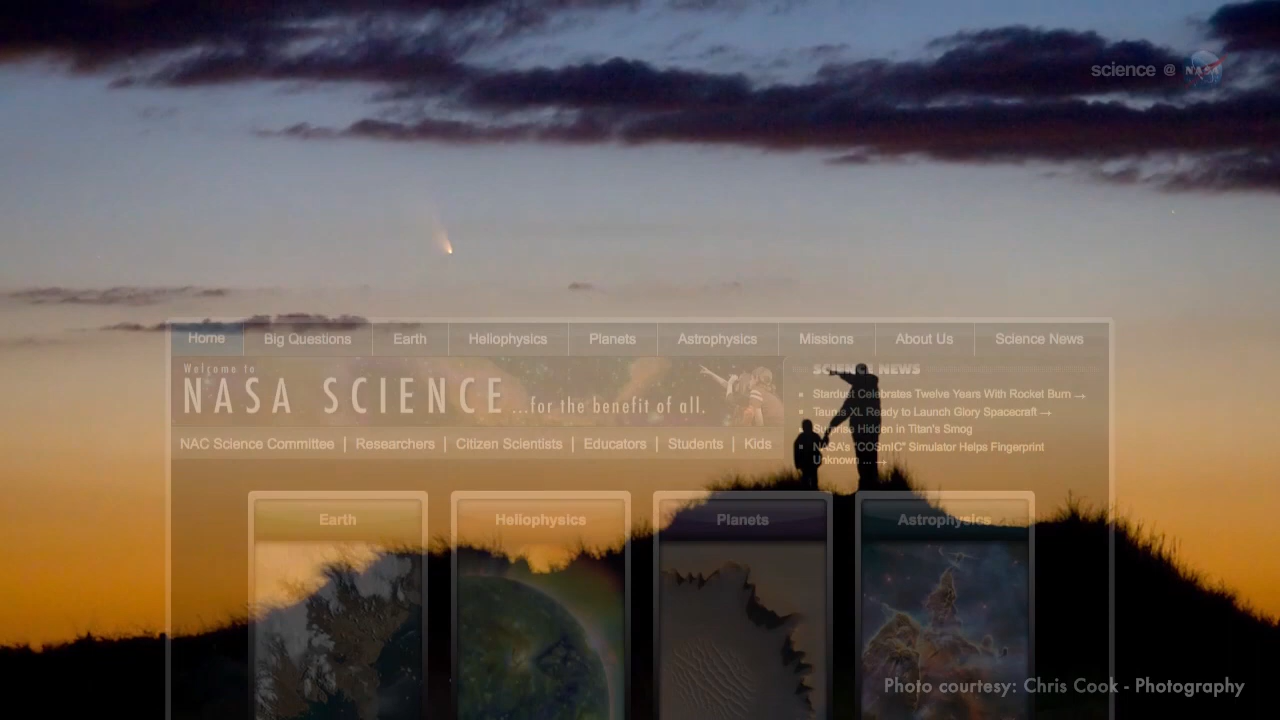 science @ NASA
Home Big Questions Earth Heliophysics Planets Astrophysics Missions About Us Science News
Welcome to
NASA SCIENCE ...for the benefit of all.
SCIENCE NEWS
Stardust Celebrates Twelve Years With Rocket Burn →
Taurus XL Ready to Launch Glory Spacecraft →
Surprise Hidden in Titan's Smog
NASA's "COSmIC" Simulator Helps Fingerprint
Unknown ... →
NAC Science Committee | Researchers | Citizen Scientists | Educators | Students | Kids
Earth Heliophysics Planets Astrophysics
Photo courtesy: Chris Cook - Photography